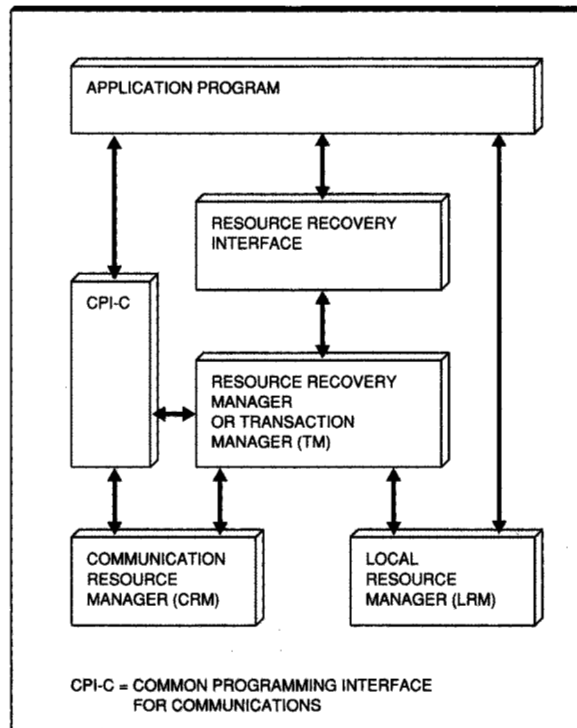 APPLICATION PROGRAM
RESOURCE RECOVERY
INTERFACE
CPI-C
RESOURCE RECOVERY
MANAGER
OR TRANSACTION
MANAGER (TM)
COMMUNICATION
RESOURCE
MANAGER (CRM)
LOCAL
RESOURCE
MANAGER (LRM)
CPI-C = COMMON PROGRAMMING INTERFACE
FOR COMMUNICATIONS